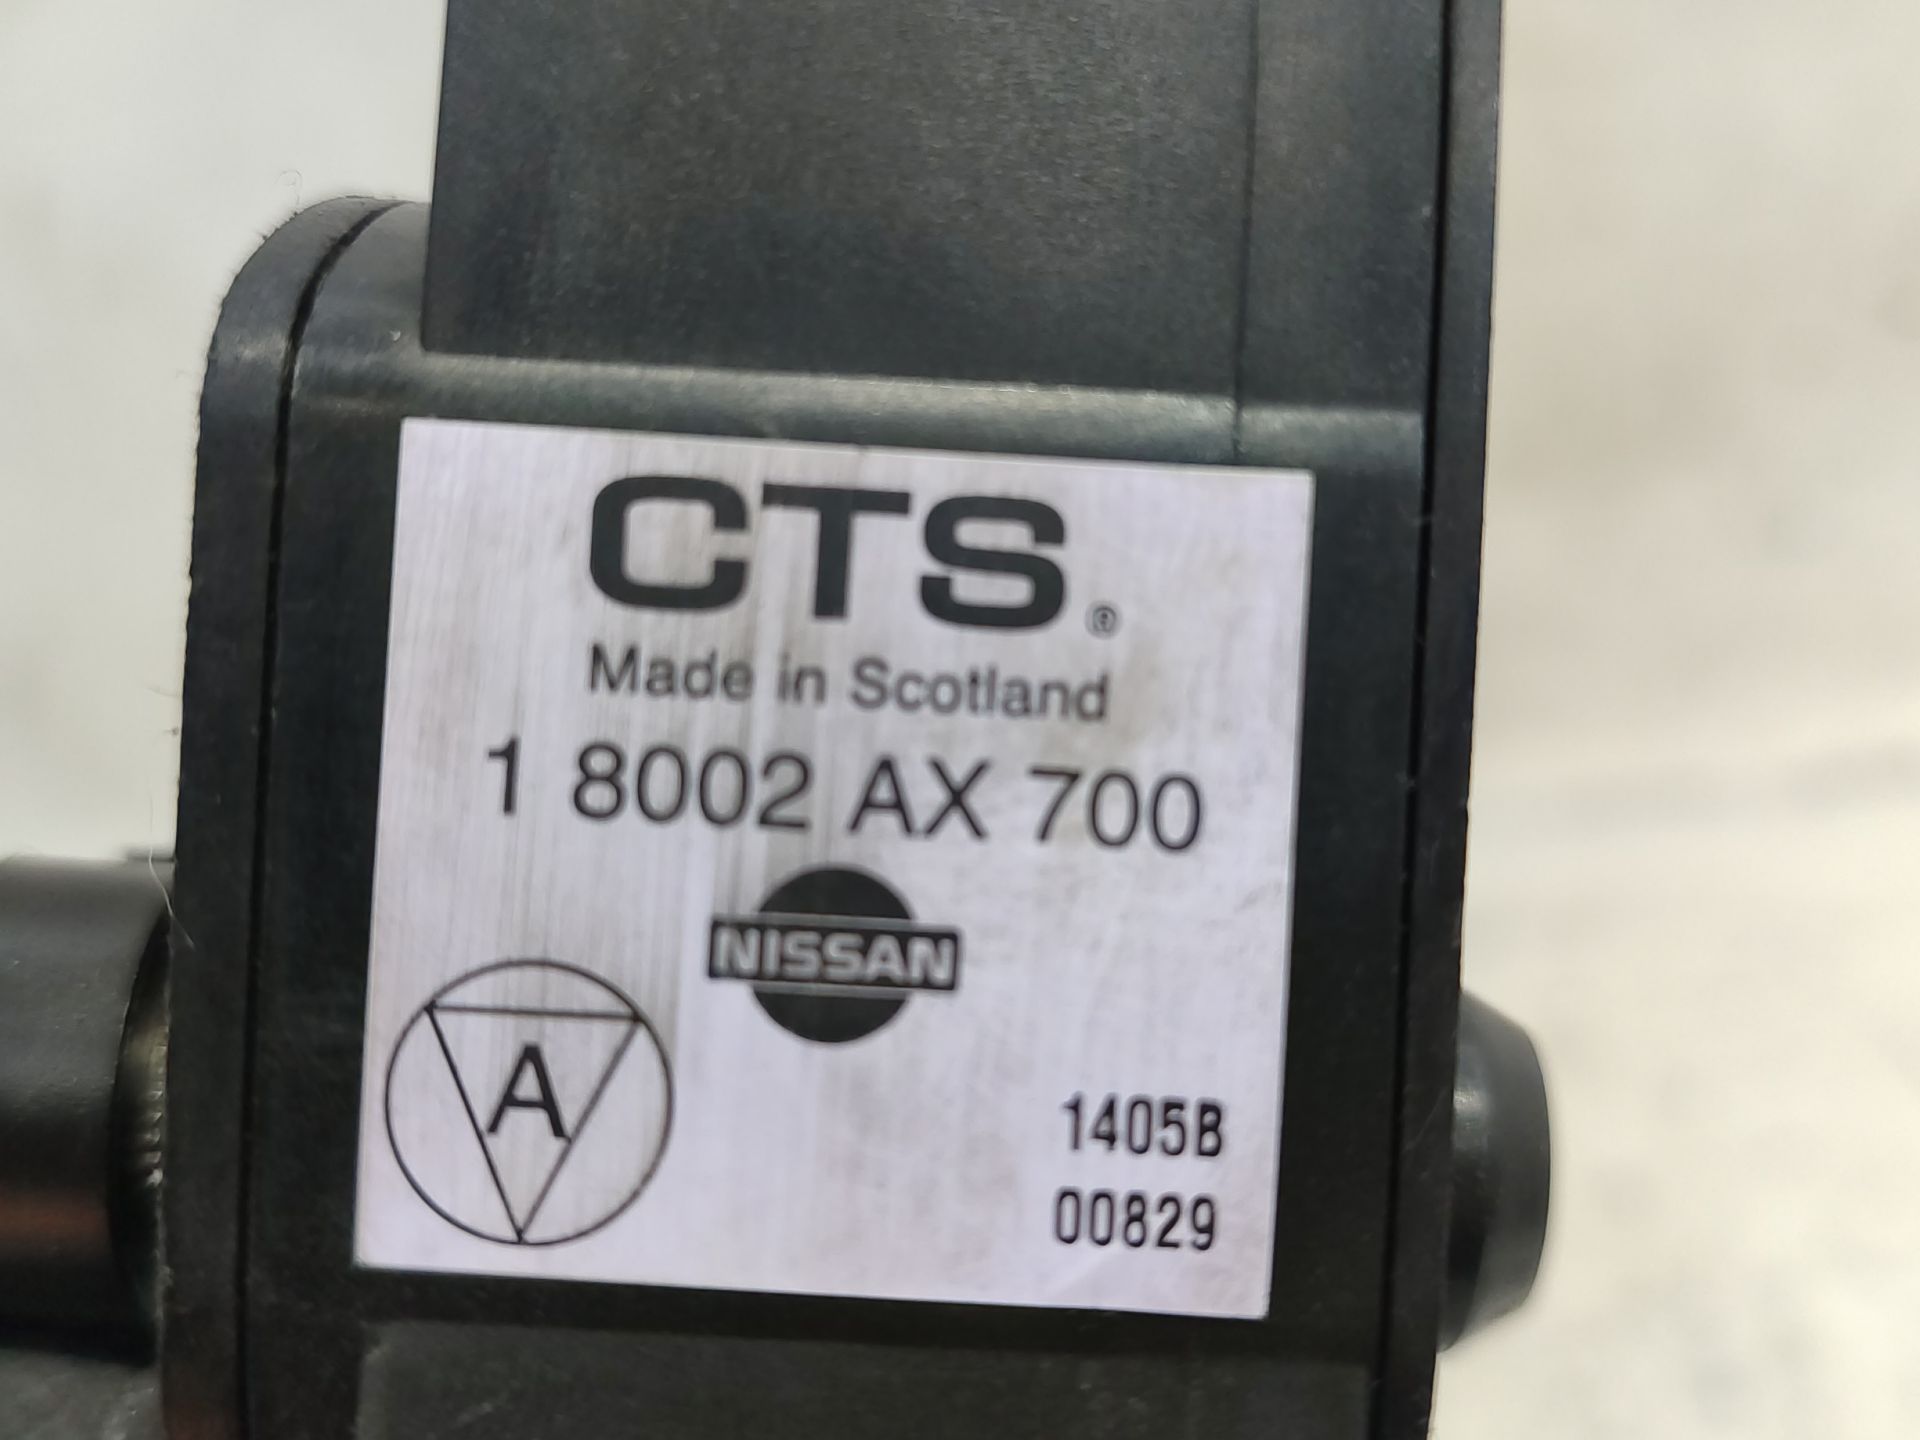 CTS®
Made in Scotland
1 8002 AX 700
NISSAN
A
1405B
00829